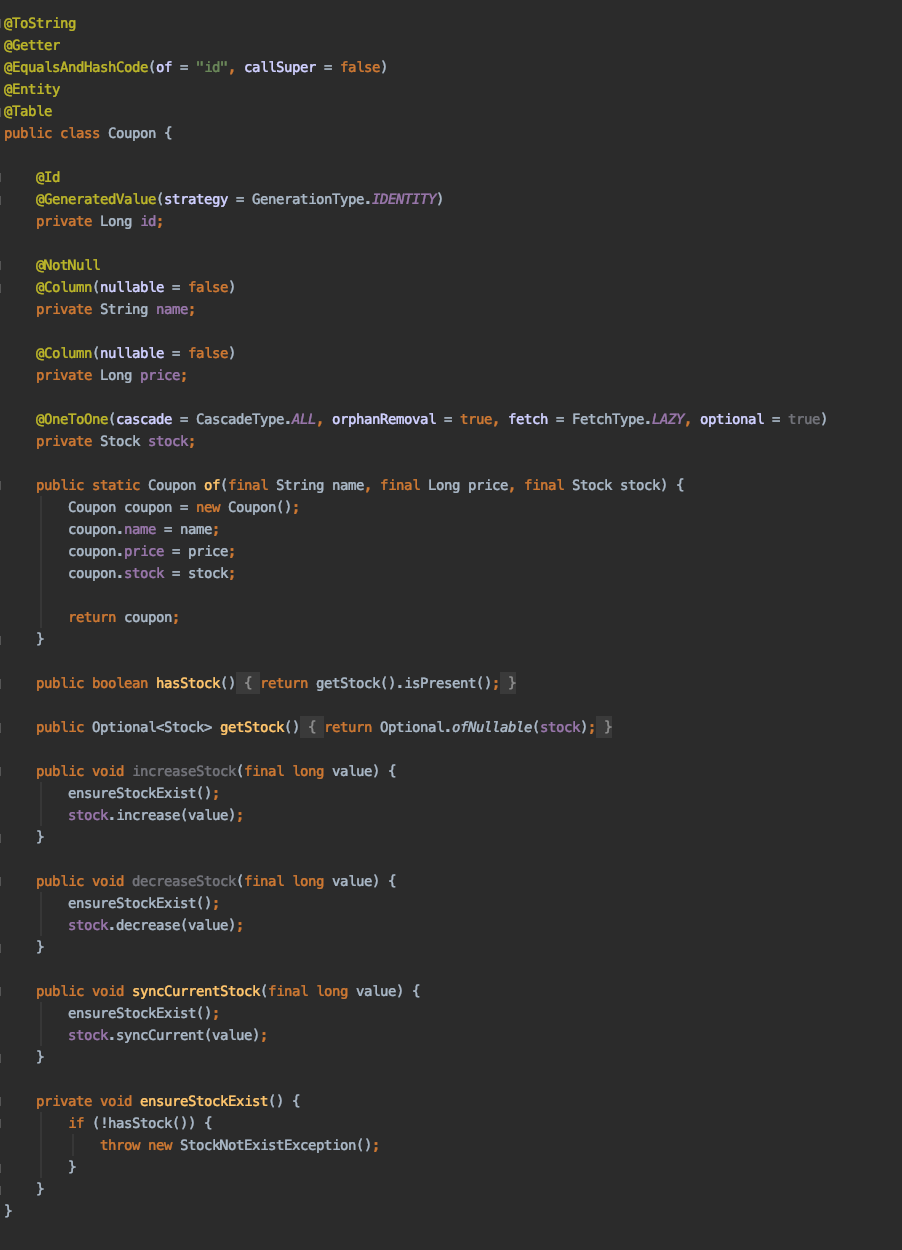 @ToString
@Getter
@EqualsAndHashCode(of = "id", callSuper = false)
@Entity
@Table
public class Coupon {
@Id
@GeneratedValue(strategy = GenerationType.IDENTITY)
private Long id;
@NotNull
@Column(nullable = false)
private String name;
@Column(nullable = false)
private Long price;
@OneToOne(cascade = CascadeType.ALL, orphanRemoval = true, fetch = FetchType.LAZY, optional = true)
private Stock stock;
public static Coupon of(final String name, final Long price, final Stock stock) {
Coupon coupon = new Coupon();
coupon.name = name;
coupon.price = price;
coupon.stock = stock;
return coupon;
}
public boolean hasStock() { return getStock().isPresent(); }
public Optional<Stock> getStock() { return Optional.ofNullable(stock); }
public void increaseStock(final long value) {
ensureStockExist();
stock.increase(value);
}
public void decreaseStock(final long value) {
ensureStockExist();
stock.decrease(value);
}
public void syncCurrentStock(final long value) {
ensureStockExist();
stock.syncCurrent(value);
}
private void ensureStockExist() {
if (!hasStock()) {
throw new StockNotExistException();
}
}
}